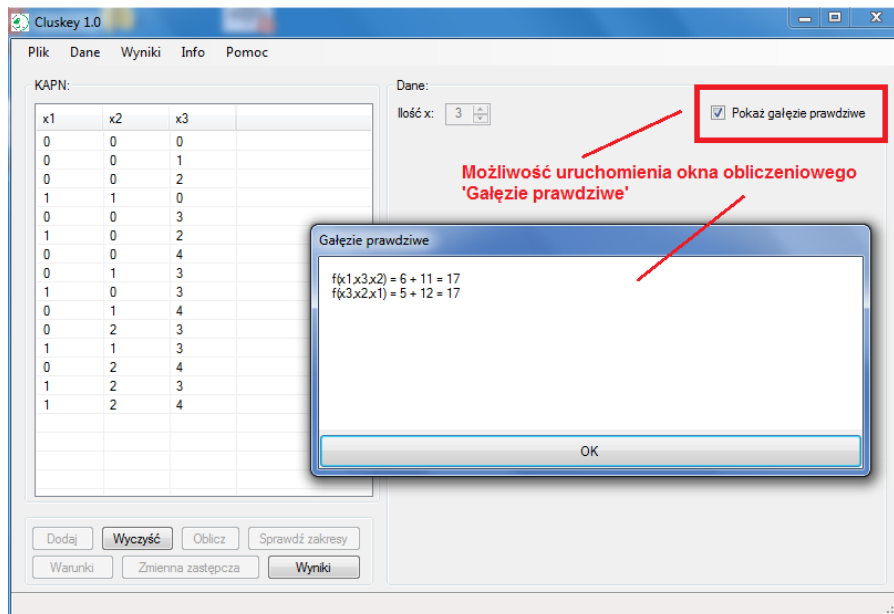 Cluskey 1.0
Plik Dane Wyniki Info Pomoc
KAPN:
x1 x2 x3
0 0 0
0 0 1
0 0 2
1 1 0
0 0 3
1 0 2
0 0 4
0 1 3
1 0 3
0 1 4
0 2 3
1 1 3
0 2 4
1 2 3
1 2 4
Dane:
Ilość x: 3
Pokaż gałęzie prawdziwe
Możliwość uruchomienia okna obliczeniowego
'Gałęzie prawdziwe'
Gałęzie prawdziwe
f(x1,x3,x2) = 6 + 11 = 17
f(x3,x2,x1) = 5 + 12 = 17
OK
Dodaj Wyczyść Oblicz Sprawdź zakresy
Warunki Zmienna zastępcza Wyniki